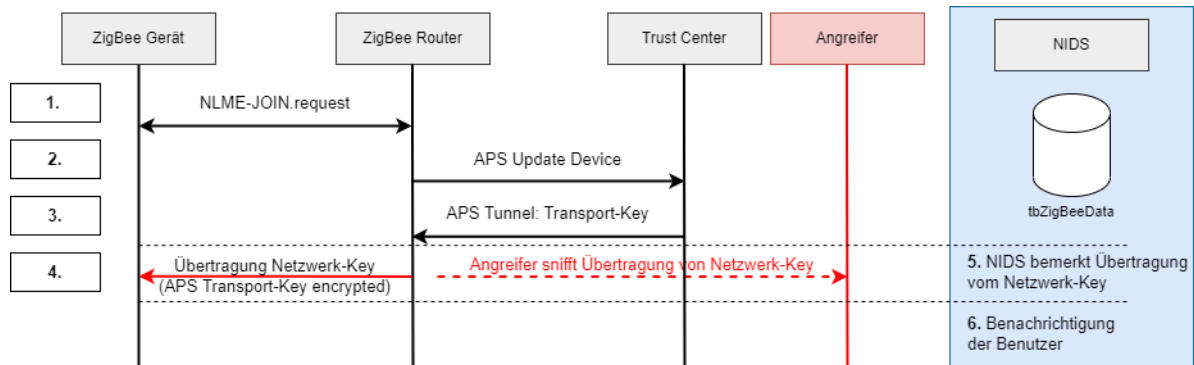 ZigBee Gerät
ZigBee Router
Trust Center
Angreifer
NIDS
1.
NLME-JOIN.request
2.
APS Update Device
3.
APS Tunnel: Transport-Key
tbZigBeeData
4.
Übertragung Netzwerk-Key
(APS Transport-Key encrypted)
Angreifer snifft Übertragung von Netzwerk-Key
5. NIDS bemerkt Übertragung
vom Netzwerk-Key
6. Benachrichtigung
der Benutzer